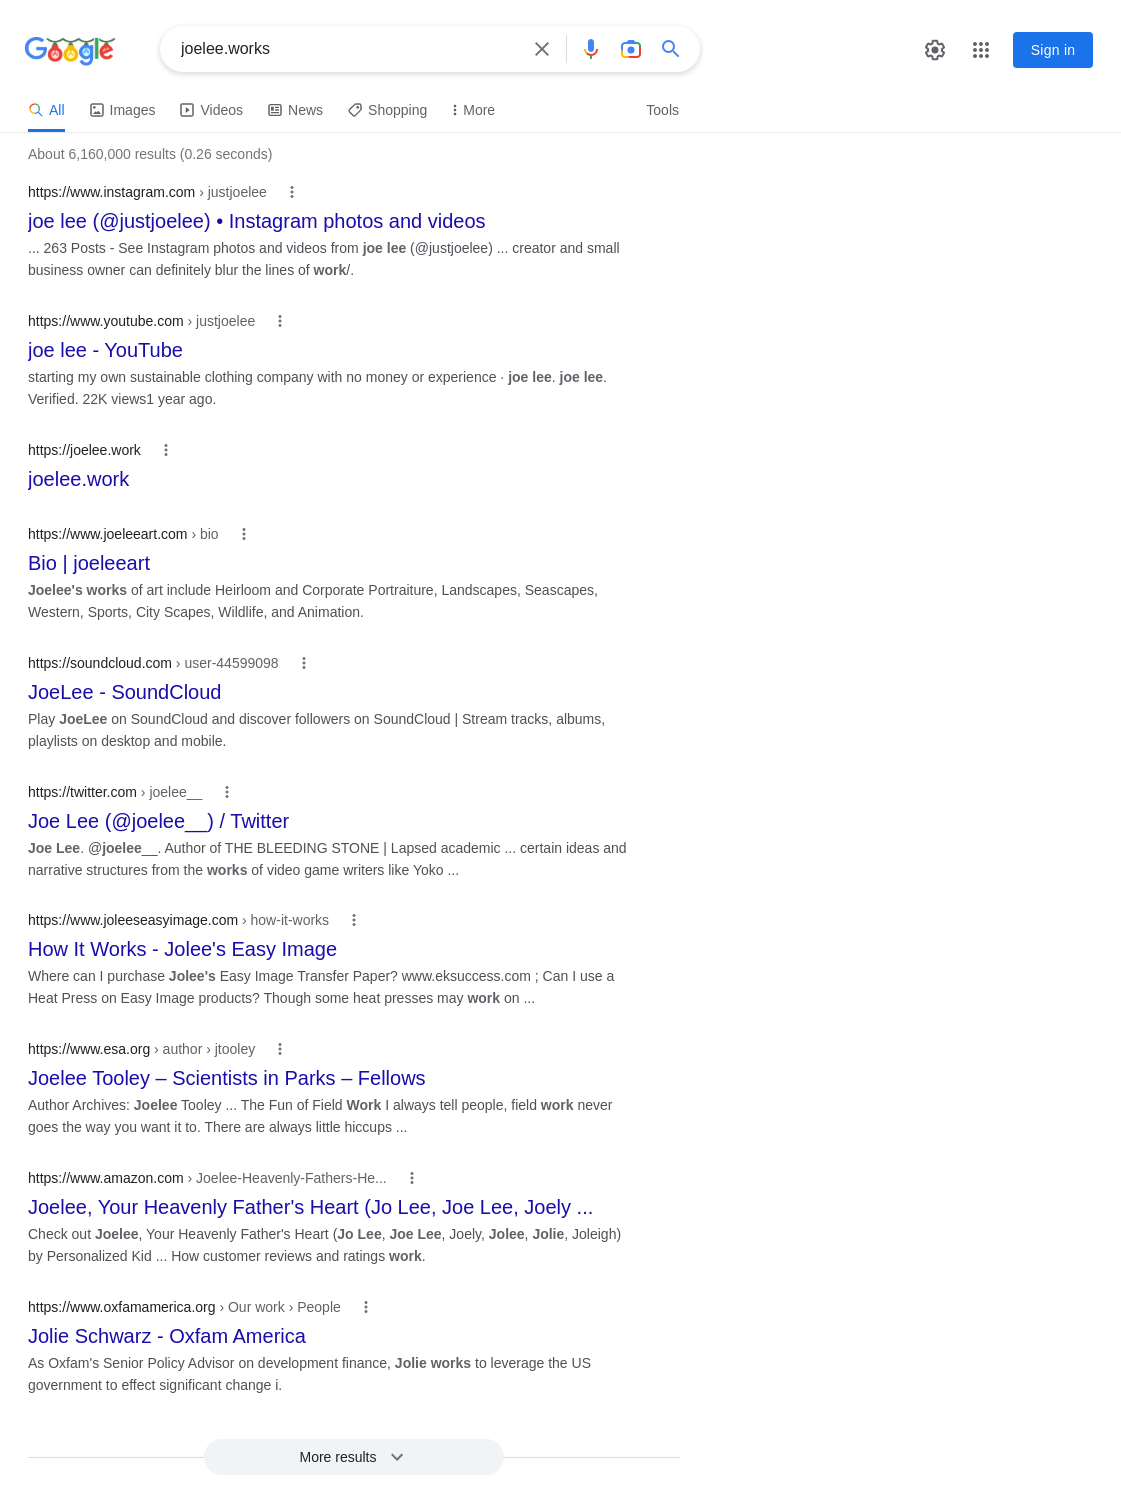 Google
joelee.works
Sign in
All
Images
Videos
News
Shopping
More
Tools
About 6,160,000 results (0.26 seconds)
https://www.instagram.com › justjoelee
joe lee (@justjoelee) • Instagram photos and videos
... 263 Posts - See Instagram photos and videos from joe lee (@justjoelee) ... creator and small
business owner can definitely blur the lines of work/.
https://www.youtube.com › justjoelee
joe lee - YouTube
starting my own sustainable clothing company with no money or experience · joe lee. joe lee.
Verified. 22K views1 year ago.
https://joelee.work
joelee.work
https://www.joeleeart.com › bio
Bio | joeleeart
Joelee's works of art include Heirloom and Corporate Portraiture, Landscapes, Seascapes,
Western, Sports, City Scapes, Wildlife, and Animation.
https://soundcloud.com › user-44599098
JoeLee - SoundCloud
Play JoeLee on SoundCloud and discover followers on SoundCloud | Stream tracks, albums,
playlists on desktop and mobile.
https://twitter.com › joelee__
Joe Lee (@joelee__) / Twitter
Joe Lee. @joelee__. Author of THE BLEEDING STONE | Lapsed academic ... certain ideas and
narrative structures from the works of video game writers like Yoko ...
https://www.joleeseasyimage.com › how-it-works
How It Works - Jolee's Easy Image
Where can I purchase Jolee's Easy Image Transfer Paper? www.eksuccess.com ; Can I use a
Heat Press on Easy Image products? Though some heat presses may work on ...
https://www.esa.org › author › jtooley
Joelee Tooley – Scientists in Parks – Fellows
Author Archives: Joelee Tooley ... The Fun of Field Work I always tell people, field work never
goes the way you want it to. There are always little hiccups ...
https://www.amazon.com › Joelee-Heavenly-Fathers-He...
Joelee, Your Heavenly Father's Heart (Jo Lee, Joe Lee, Joely ...
Check out Joelee, Your Heavenly Father's Heart (Jo Lee, Joe Lee, Joely, Jolee, Jolie, Joleigh)
by Personalized Kid ... How customer reviews and ratings work.
https://www.oxfamamerica.org › Our work › People
Jolie Schwarz - Oxfam America
As Oxfam's Senior Policy Advisor on development finance, Jolie works to leverage the US
government to effect significant change i.
More results